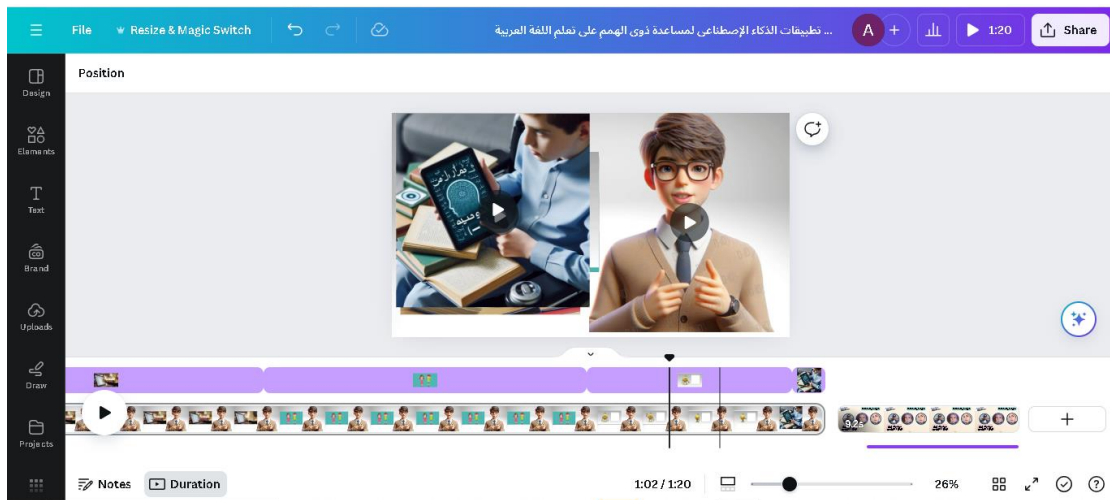 File
Resize & Magic Switch
... تطبيقات الذكاء الإصطناعى لمساعدة ذوى الهمم على تعلم اللغة العربية
A
+
1:20
Share
Position
Design
Elements
Text
Brand
Uploads
Draw
Projects
9.2s
+
Notes
Duration
1:02 / 1:20
26%